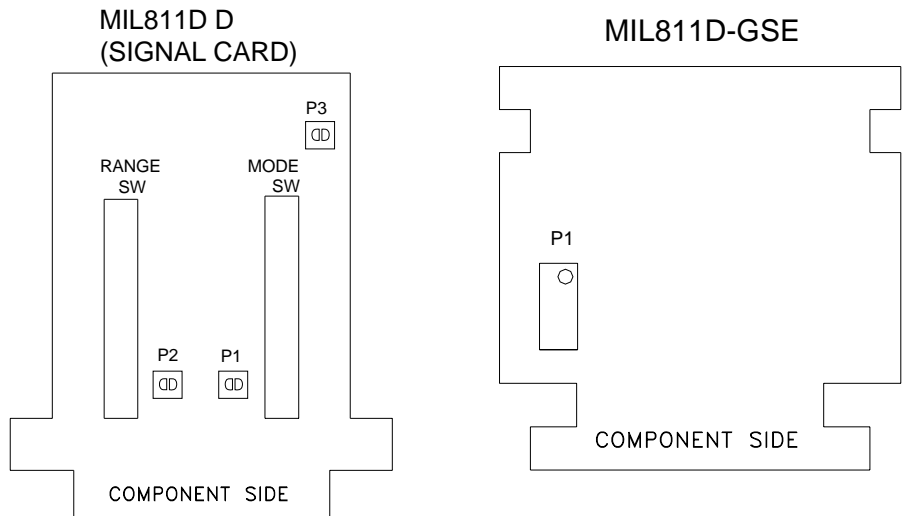 MIL811D D
(SIGNAL CARD)
P3
RANGE
SW
MODE
SW
P2
P1
COMPONENT SIDE
MIL811D-GSE
P1
COMPONENT SIDE